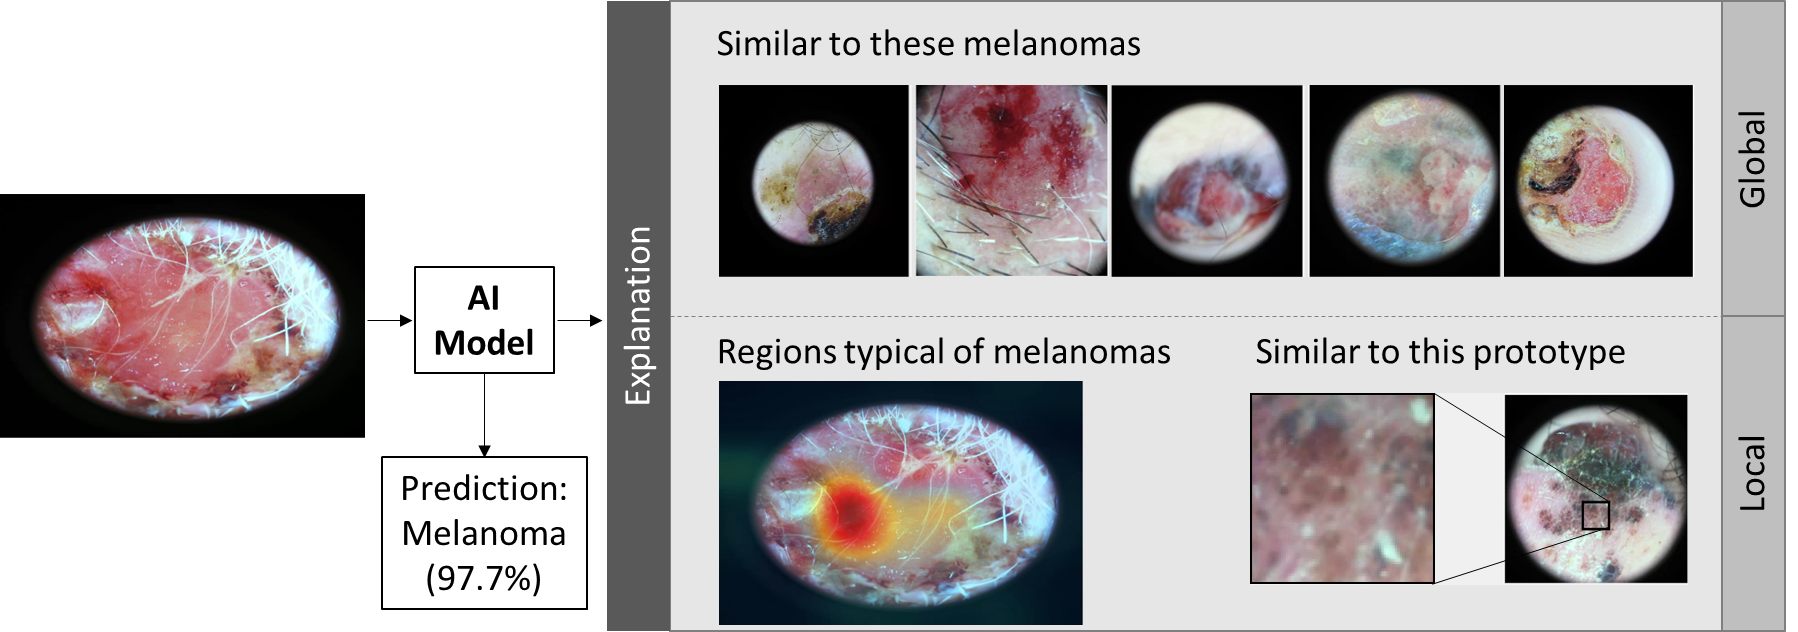 AI
Model
Prediction:
Melanoma
(97.7%)
Explanation
Similar to these melanomas
Global
Regions typical of melanomas
Similar to this prototype
Local